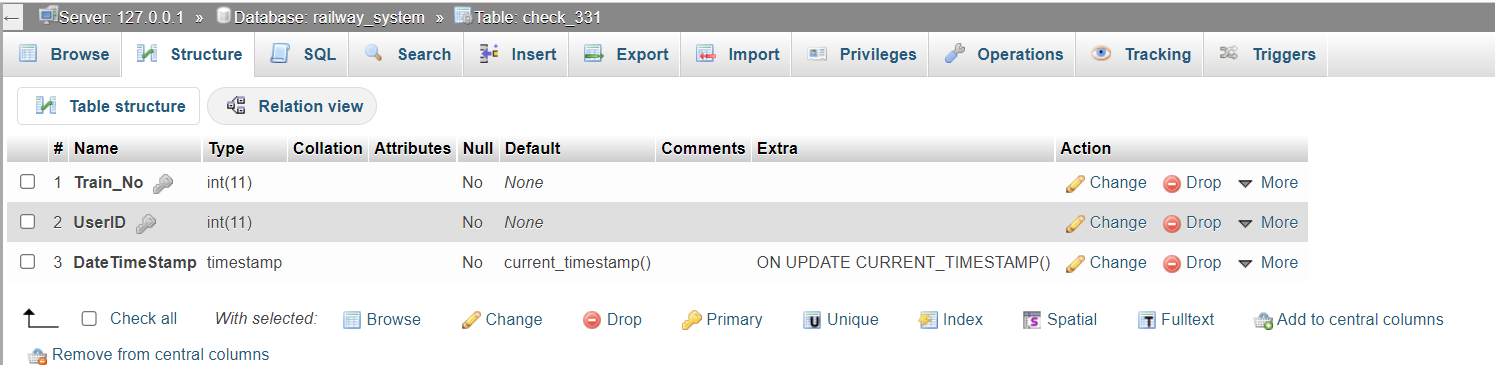 ← Server: 127.0.0.1 » Database: railway_system » Table: check_331
Browse Structure SQL Search Insert Export Import Privileges Operations Tracking Triggers
Table structure Relation view
# Name Type Collation Attributes Null Default Comments Extra Action
1 Train_No int(11) No None Change Drop More
2 UserID int(11) No None Change Drop More
3 DateTimeStamp timestamp No current_timestamp() ON UPDATE CURRENT_TIMESTAMP() Change Drop More
Check all With selected: Browse Change Drop Primary Unique Index Spatial Fulltext Add to central columns
Remove from central columns